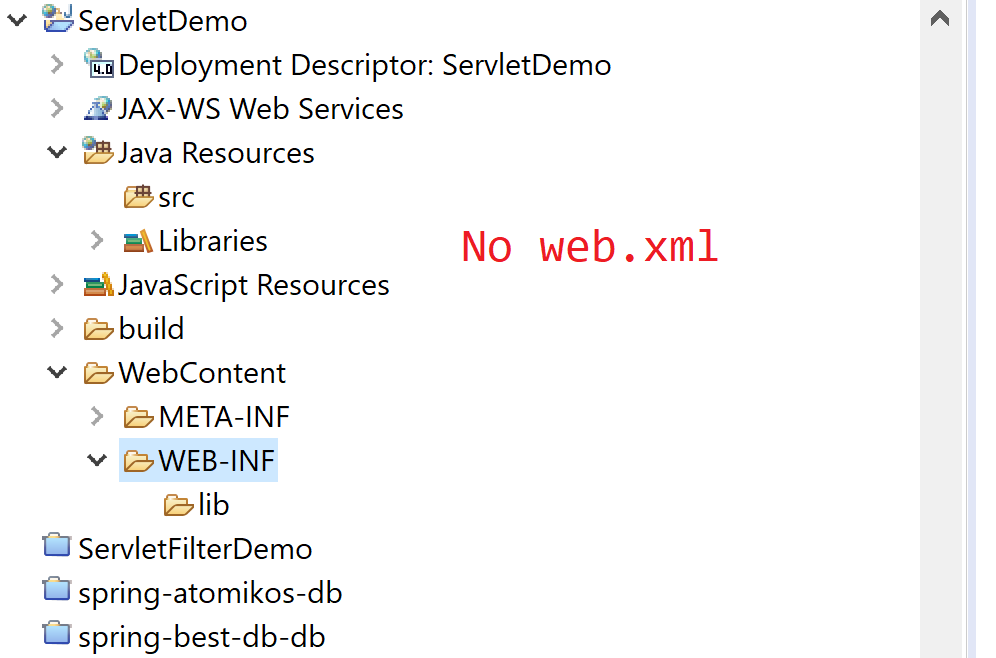 ServletDemo
Deployment Descriptor: ServletDemo
JAX-WS Web Services
Java Resources
src
Libraries
No web.xml
JavaScript Resources
build
WebContent
META-INF
WEB-INF
lib
ServletFilterDemo
spring-atomikos-db
spring-best-db-db